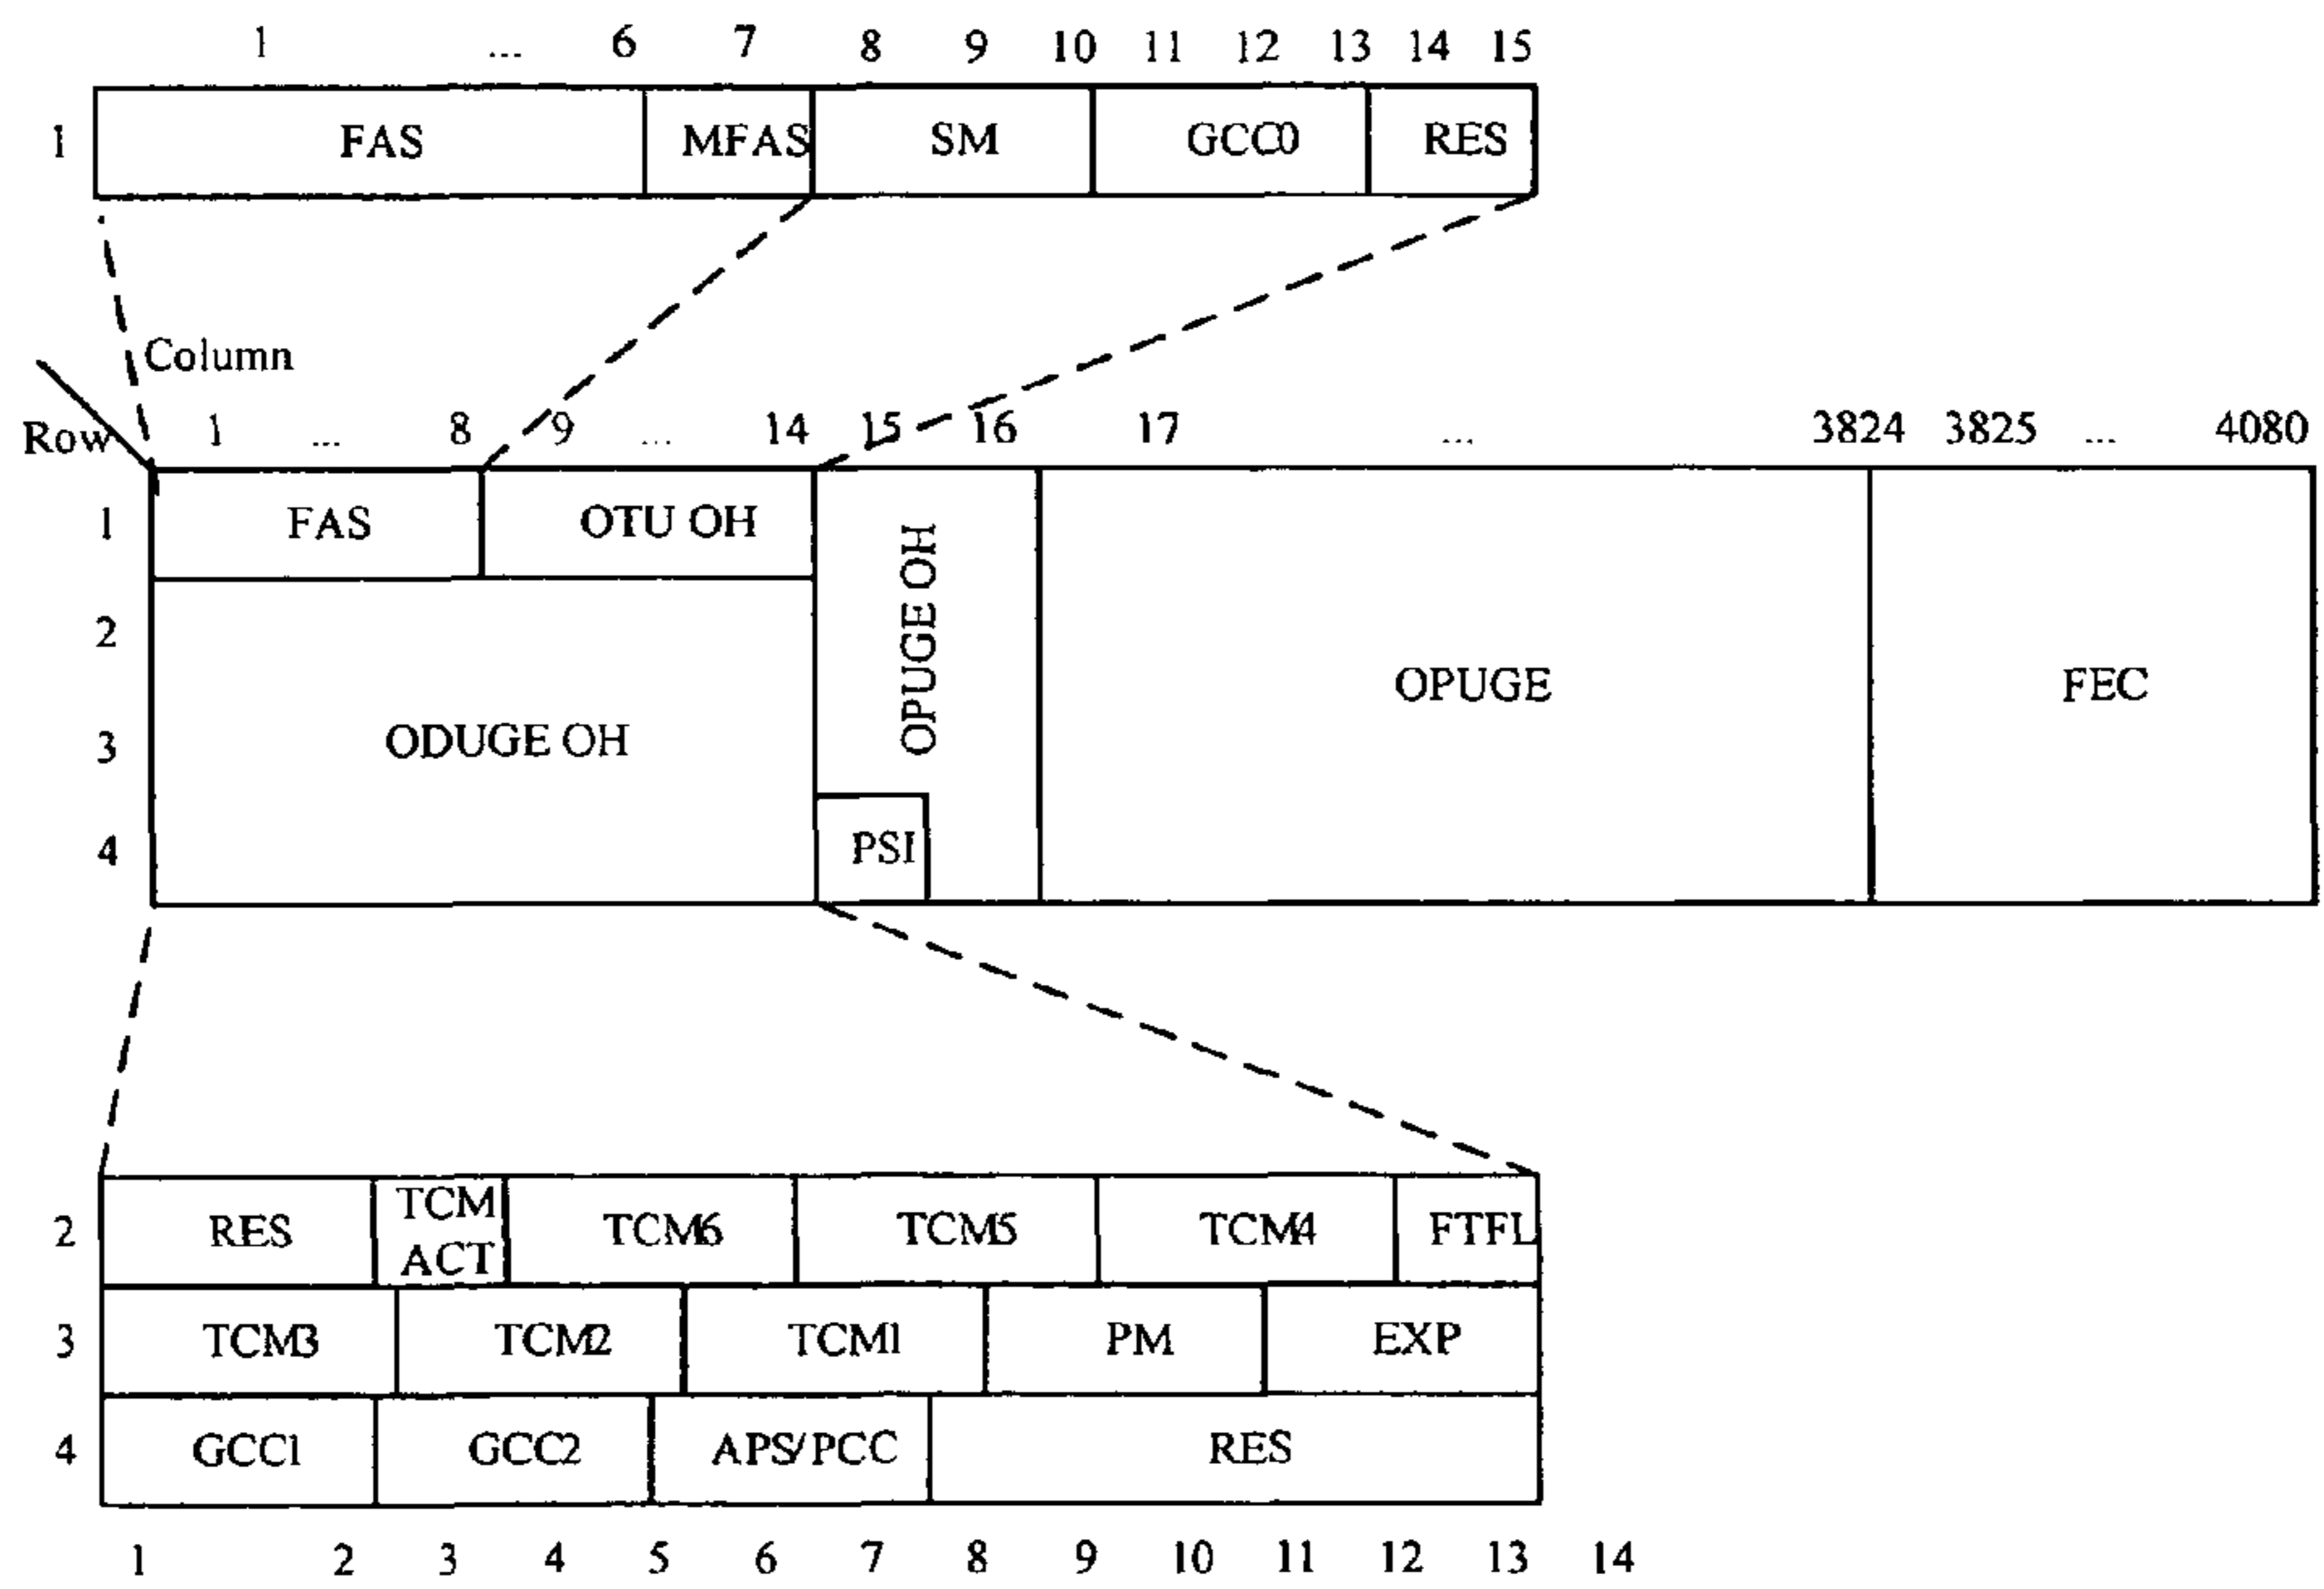 1 ... 6 7 8 9 10 11 12 13 14 15
1 FAS MFAS SM GCC0 RES
Column
Row 1 ... 8 9 ... 14 15 16 17 ... 3824 3825 ... 4080
1 FAS OTU OH
OPUGE OH
2
OPUGE FEC
3 ODUGE OH
4 PSI
2 RES TCM ACT TCM6 TCM5 TCM4 FTFL
3 TCM3 TCM2 TCM1 PM EXP
4 GCC1 GCC2 APS/PCC RES
1 2 3 4 5 6 7 8 9 10 11 12 13 14